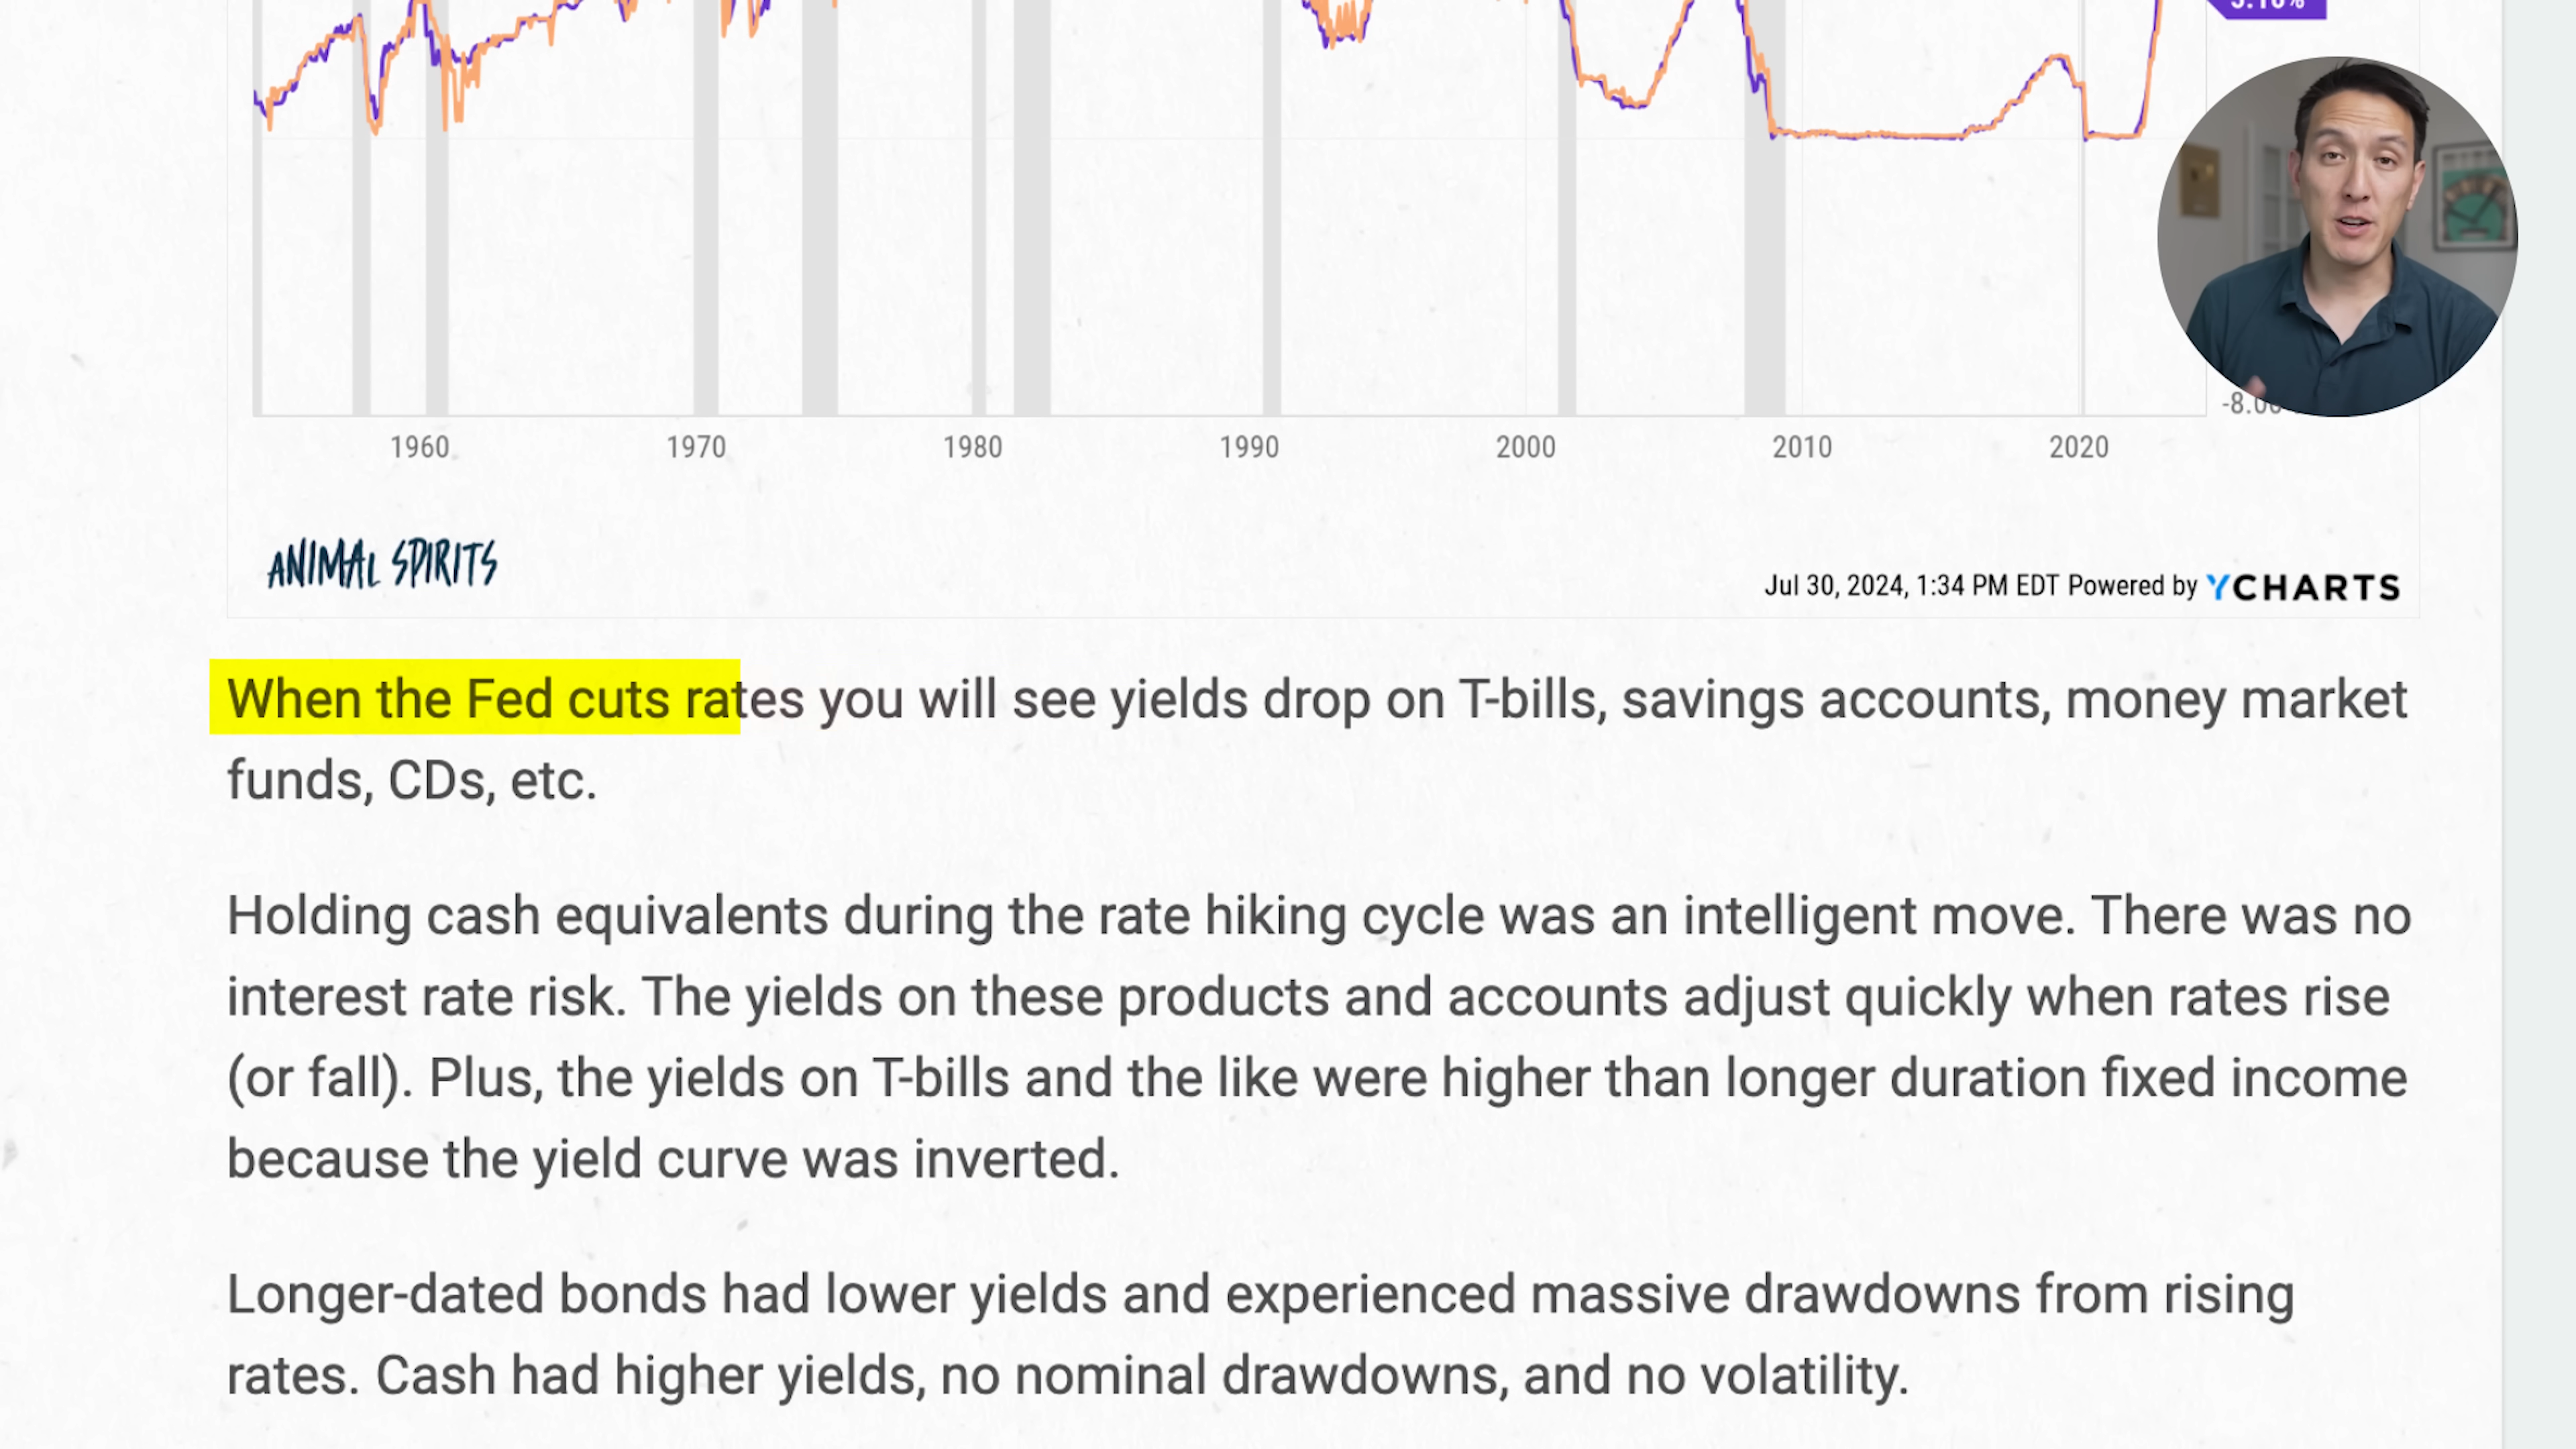 1960 1970 1980 1990 2000 2010 2020
ANIMAL SPIRITS
Jul 30, 2024, 1:34 PM EDT Powered by YCHARTS
When the Fed cuts rates you will see yields drop on T-bills, savings accounts, money market
funds, CDs, etc.
Holding cash equivalents during the rate hiking cycle was an intelligent move. There was no
interest rate risk. The yields on these products and accounts adjust quickly when rates rise
(or fall). Plus, the yields on T-bills and the like were higher than longer duration fixed income
because the yield curve was inverted.
Longer-dated bonds had lower yields and experienced massive drawdowns from rising
rates. Cash had higher yields, no nominal drawdowns, and no volatility.